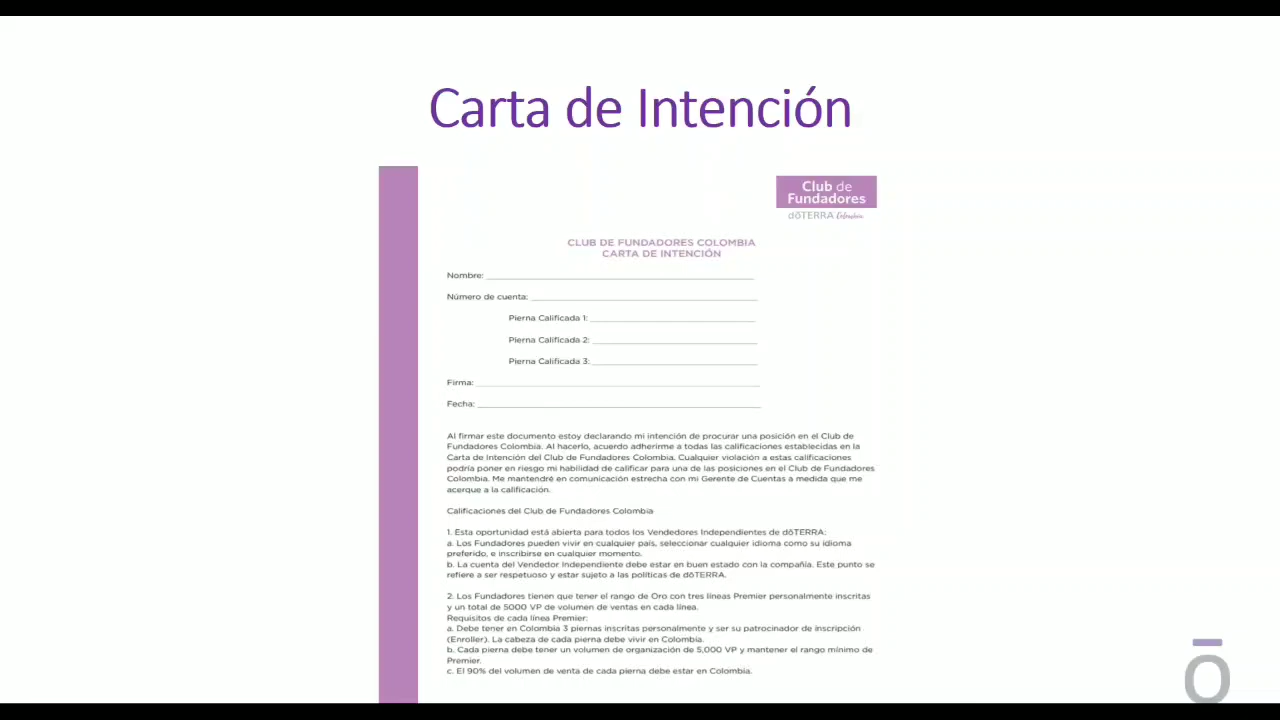 Carta de Intención
Club de
Fundadores
dōTERRA Colombia
CLUB DE FUNDADORES COLOMBIA
CARTA DE INTENCIÓN
Nombre:
Número de cuenta:
Pierna Calificada 1:
Pierna Calificada 2:
Pierna Calificada 3:
Firma:
Fecha:
Al firmar este documento estoy declarando mi intención de procurar una posición en el Club de
Fundadores Colombia. Al hacerlo, acuerdo adherirme a todas las calificaciones establecidas en la
Carta de Intención del Club de Fundadores Colombia. Cualquier violación a estas calificaciones
podría poner en riesgo mi habilidad de calificar para una de las posiciones en el Club de Fundadores
Colombia. Me mantendré en comunicación estrecha con mi Gerente de Cuentas a medida que me
acerque a la calificación.
Calificaciones del Club de Fundadores Colombia
1. Esta oportunidad está abierta para todos los Vendedores Independientes de dōTERRA:
a. Los Fundadores pueden vivir en cualquier país, seleccionar cualquier idioma como su idioma
preferido, e inscribirse en cualquier momento.
b. La cuenta del Vendedor Independiente debe estar en buen estado con la compañía. Este punto se
refiere a ser respetuoso y estar sujeto a las políticas de dōTERRA.
2. Los Fundadores tienen que tener el rango de Oro con tres líneas Premier personalmente inscritas
y un total de 5000 VP de volumen de ventas en cada línea.
Requisitos de cada línea Premier:
a. Debe tener en Colombia 3 piernas inscritas personalmente y ser su patrocinador de inscripción
(Enroller). La cabeza de cada pierna debe vivir en Colombia.
b. Cada pierna debe tener un volumen de organización de 5,000 VP y mantener el rango mínimo de
Premier.
c. El 90% del volumen de venta de cada pierna debe estar en Colombia.
ō